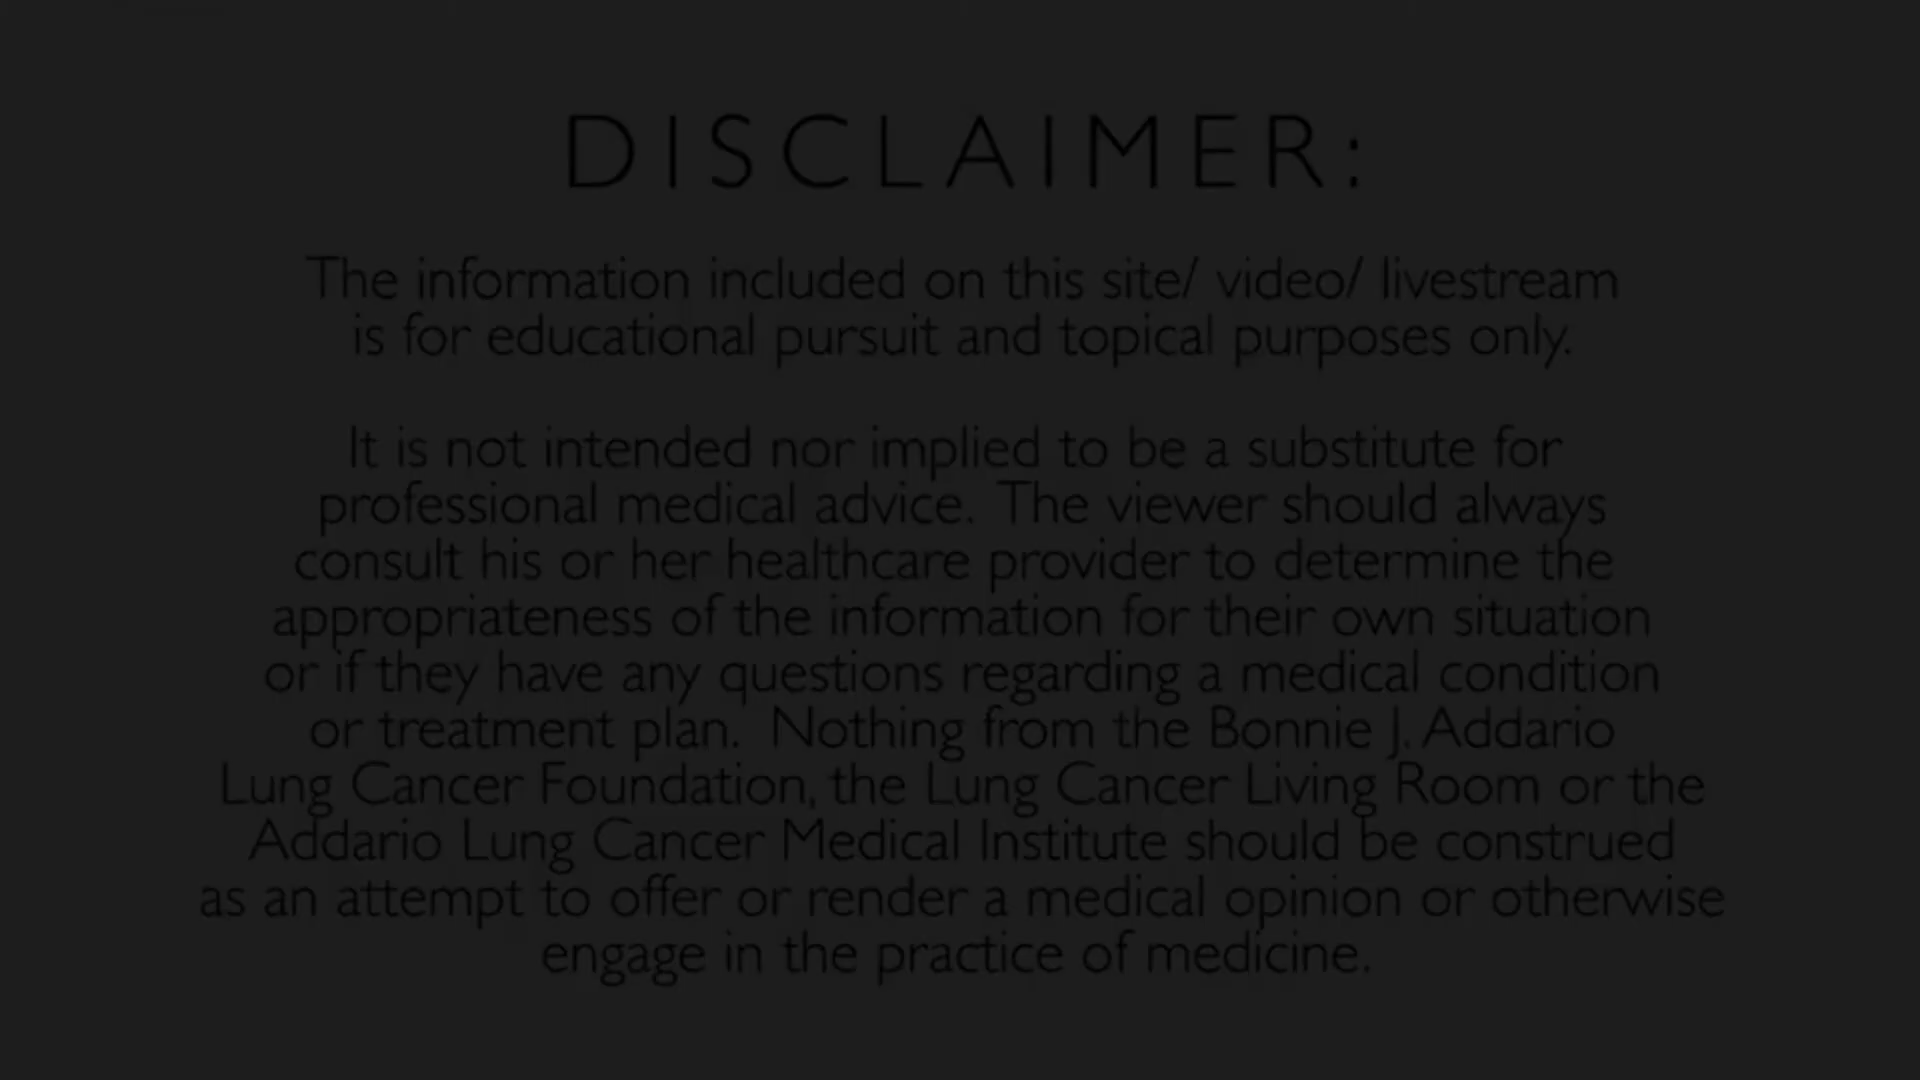 DISCLAIMER:
The information included on this site/ video/ livestream
is for educational pursuit and topical purposes only.
It is not intended nor implied to be a substitute for
professional medical advice. The viewer should always
consult his or her healthcare provider to determine the
appropriateness of the information for their own situation
or if they have any questions regarding a medical condition
or treatment plan. Nothing from the Bonnie J. Addario
Lung Cancer Foundation, the Lung Cancer Living Room or the
Addario Lung Cancer Medical Institute should be construed
as an attempt to offer or render a medical opinion or otherwise
engage in the practice of medicine.